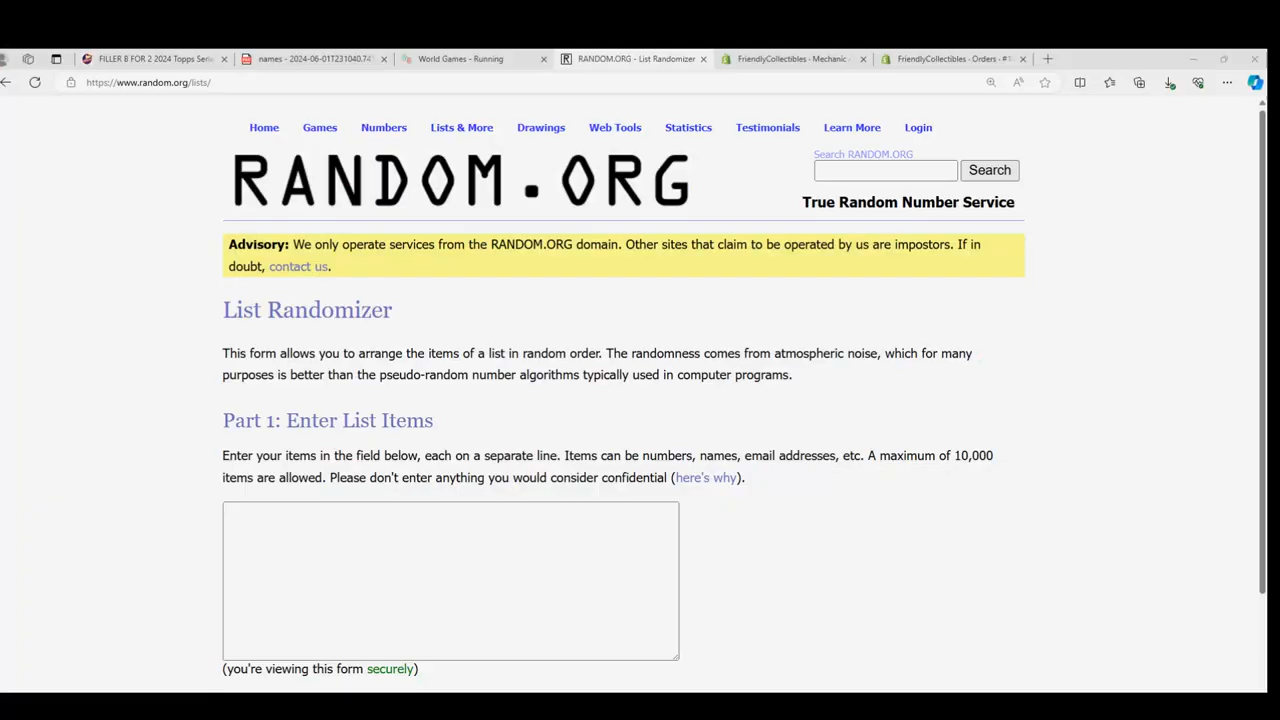 FILLER B FOR 2 2024 Topps Seri
names - 2024-06-01T231040.74
World Games - Running
RANDOM.ORG - List Randomizer
FriendlyCollectibles - Mechanic -
FriendlyCollectibles - Orders - #1
https://www.random.org/lists/
Home Games Numbers Lists & More Drawings Web Tools Statistics Testimonials Learn More Login
RANDOM.ORG
Search RANDOM.ORG
Search
True Random Number Service
Advisory: We only operate services from the RANDOM.ORG domain. Other sites that claim to be operated by us are impostors. If in
doubt, contact us.
List Randomizer
This form allows you to arrange the items of a list in random order. The randomness comes from atmospheric noise, which for many
purposes is better than the pseudo-random number algorithms typically used in computer programs.
Part 1: Enter List Items
Enter your items in the field below, each on a separate line. Items can be numbers, names, email addresses, etc. A maximum of 10,000
items are allowed. Please don't enter anything you would consider confidential (here's why).
(you're viewing this form securely)